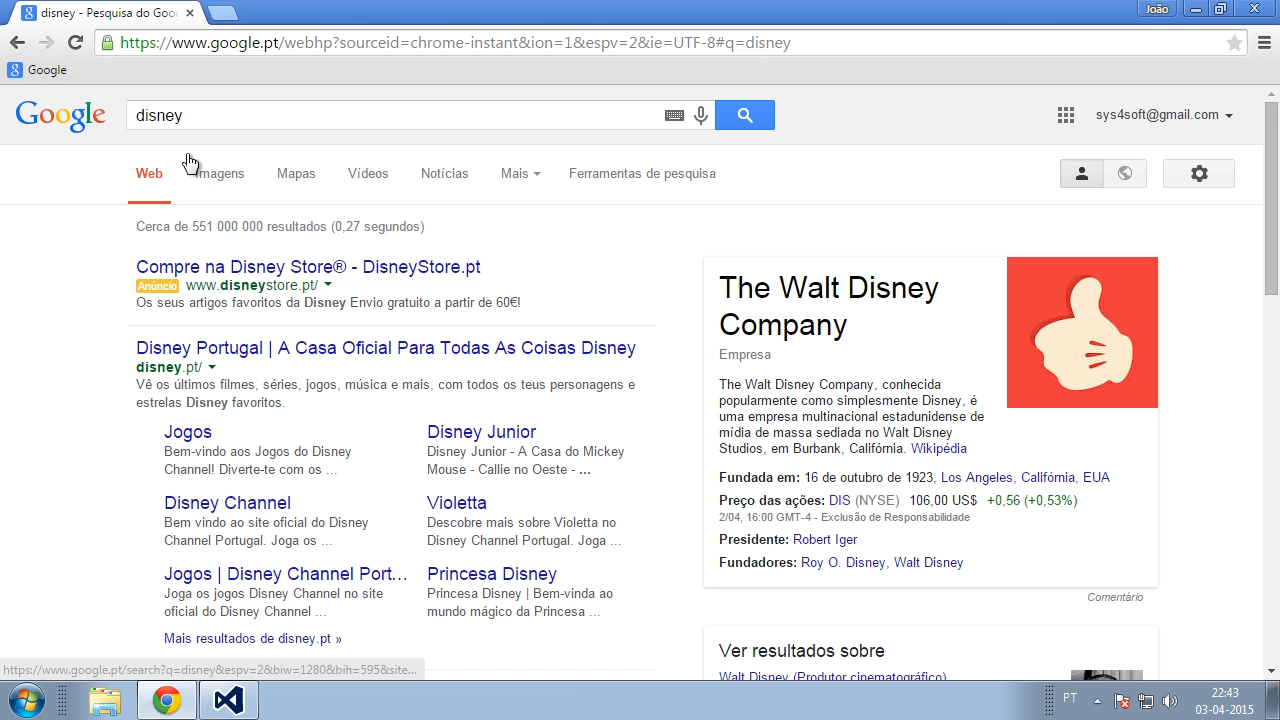 disney - Pesquisa do Goo
João
https://www.google.pt/webhp?sourceid=chrome-instant&ion=1&espv=2&ie=UTF-8#q=disney
Google
Google
disney
sys4soft@gmail.com
Web
Imagens
Mapas
Vídeos
Notícias
Mais
Ferramentas de pesquisa
Cerca de 551 000 000 resultados (0,27 segundos)
Compre na Disney Store® - DisneyStore.pt
Anúncio www.disneystore.pt/
Os seus artigos favoritos da Disney Envio gratuito a partir de 60€!
Disney Portugal | A Casa Oficial Para Todas As Coisas Disney
disney.pt/
Vê os últimos filmes, séries, jogos, música e mais, com todos os teus personagens e
estrelas Disney favoritos.
Jogos
Bem-vindo aos Jogos do Disney
Channel! Diverte-te com os ...
Disney Junior
Disney Junior - A Casa do Mickey
Mouse - Callie no Oeste - ...
Disney Channel
Bem vindo ao site oficial do Disney
Channel Portugal. Joga os ...
Violetta
Descobre mais sobre Violetta no
Disney Channel Portugal. Joga ...
Jogos | Disney Channel Port...
Joga os jogos Disney Channel no site
oficial do Disney Channel ...
Princesa Disney
Princesa Disney | Bem-vinda ao
mundo mágico da Princesa ...
Mais resultados de disney.pt »
The Walt Disney
Company
Empresa
The Walt Disney Company, conhecida
popularmente como simplesmente Disney, é
uma empresa multinacional estadunidense de
mídia de massa sediada no Walt Disney
Studios, em Burbank, Califórnia. Wikipédia
Fundada em: 16 de outubro de 1923, Los Angeles, Califórnia, EUA
Preço das ações: DIS (NYSE) 106,00 US$ +0,56 (+0,53%)
2/04, 16:00 GMT-4 - Exclusão de Responsabilidade
Presidente: Robert Iger
Fundadores: Roy O. Disney, Walt Disney
Comentário
Ver resultados sobre
Walt Disney (Produtor cinematográfico)
https://www.google.pt/search?q=disney&espv=2&biw=1280&bih=595&site...
PT
22:43
03-04-2015